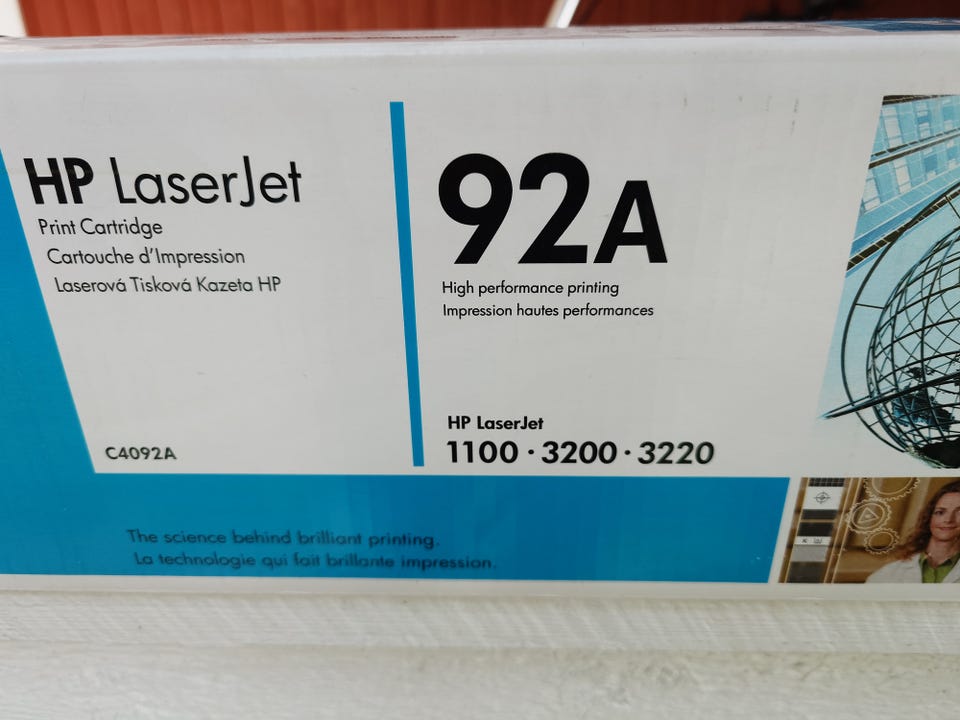 HP LaserJet
Print Cartridge
Cartouche d'Impression
Laserová Tisková Kazeta HP
C4092A
92A
High performance printing
Impression hautes performances
HP LaserJet
1100 · 3200 · 3220
The science behind brilliant printing.
La technologie qui fait brillante impression.